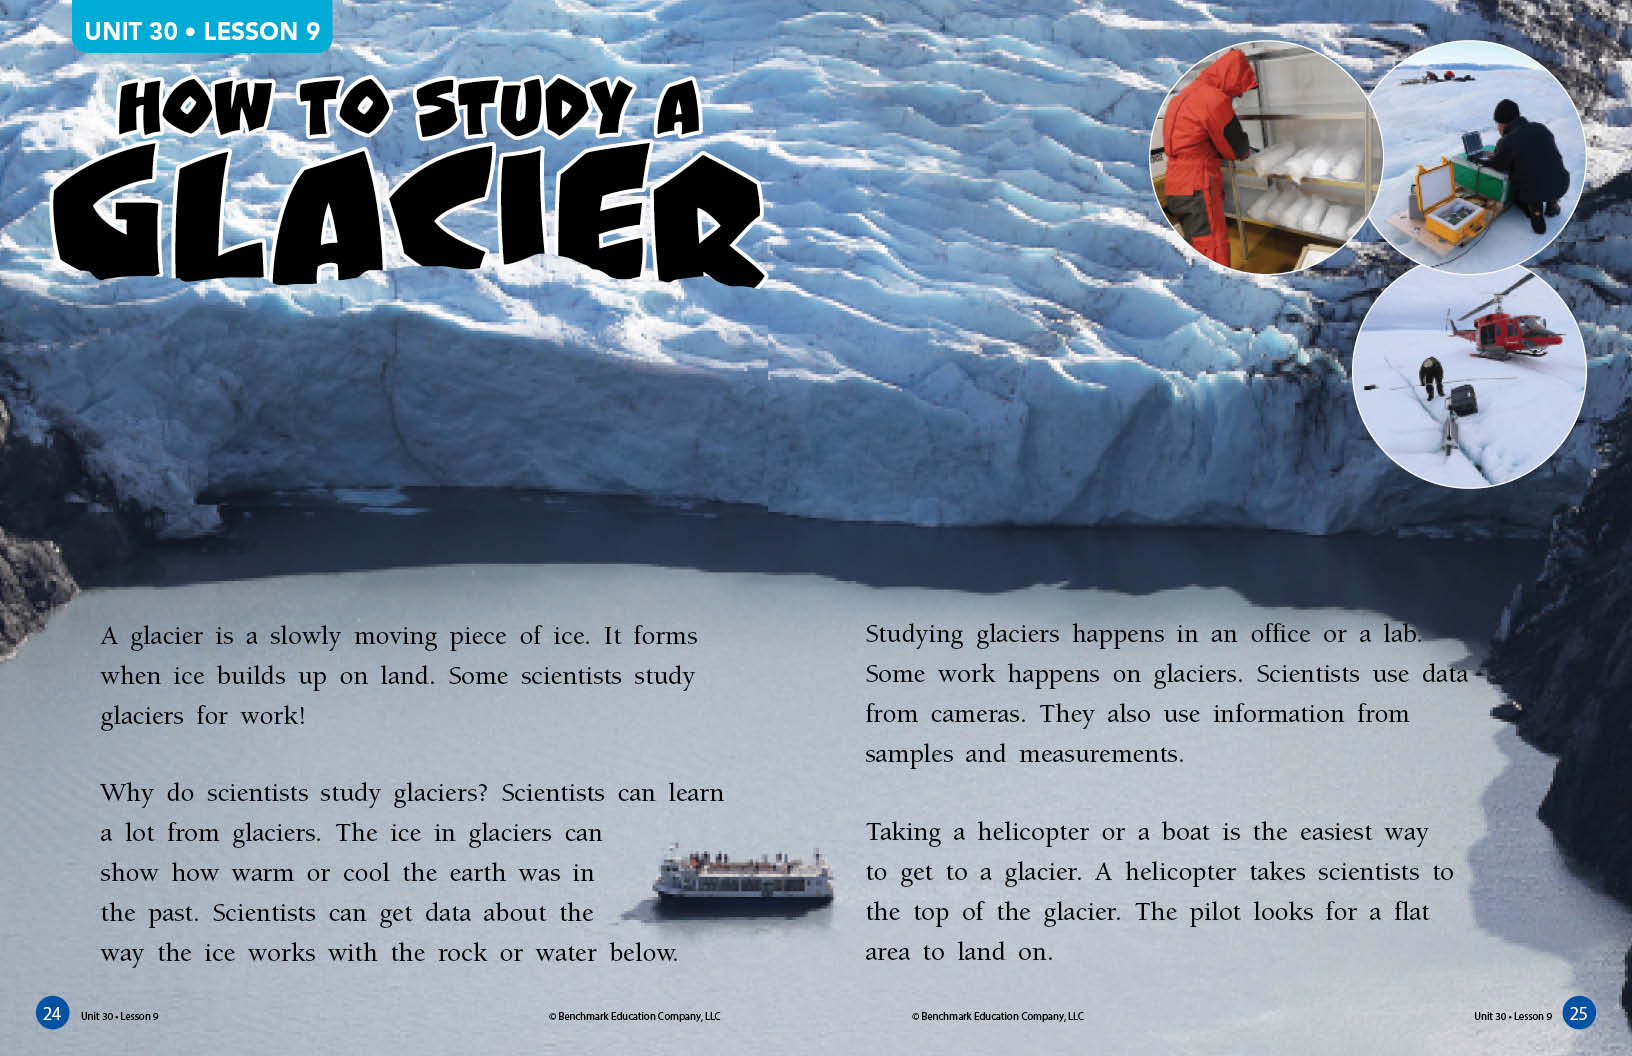 UNIT 30 • LESSON 9
HOW TO STUDY A
GLACIER
A glacier is a slowly moving piece of ice. It forms
when ice builds up on land. Some scientists study
glaciers for work!
Why do scientists study glaciers? Scientists can learn
a lot from glaciers. The ice in glaciers can
show how warm or cool the earth was in
the past. Scientists can get data about the
way the ice works with the rock or water below.
Studying glaciers happens in an office or a lab.
Some work happens on glaciers. Scientists use data
from cameras. They also use information from
samples and measurements.
Taking a helicopter or a boat is the easiest way
to get to a glacier. A helicopter takes scientists to
the top of the glacier. The pilot looks for a flat
area to land on.
24 Unit 30 • Lesson 9
© Benchmark Education Company, LLC
© Benchmark Education Company, LLC
Unit 30 • Lesson 9 25